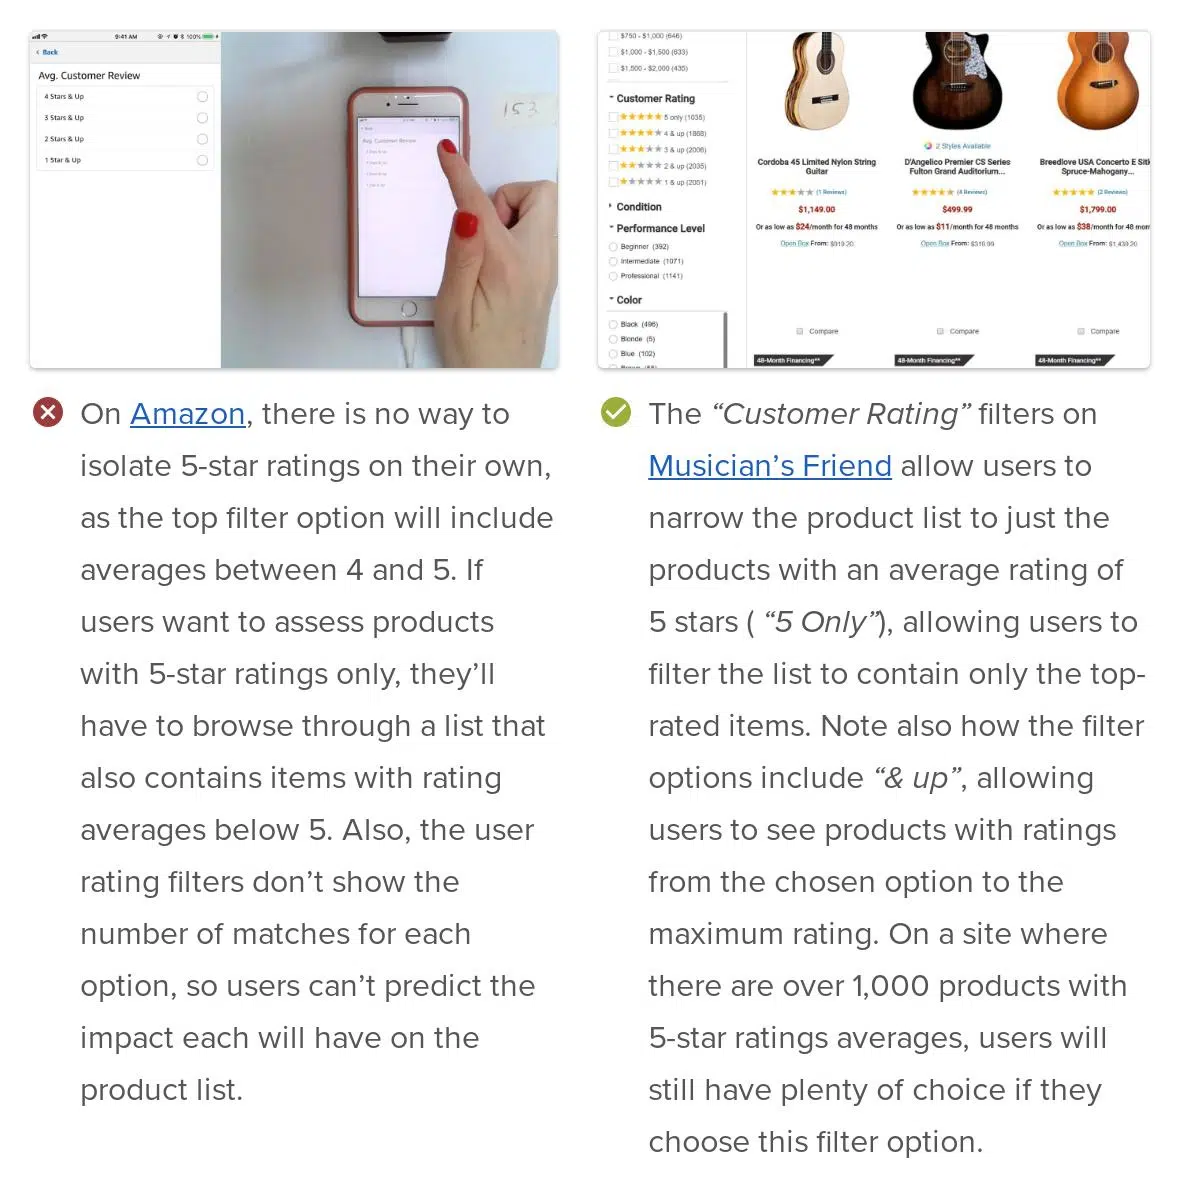 9:41 AM
100%
Back
Avg. Customer Review
4 Stars & Up
3 Stars & Up
2 Stars & Up
1 Star & Up
153
Back
Avg. Customer Review
$750 - $1,000 (646)
$1,000 - $1,500 (633)
$1,500 - $2,000 (435)
Customer Rating
5 only (1035)
4 & up (1868)
3 & up (2006)
2 & up (2035)
1 & up (2051)
Condition
Performance Level
Beginner (392)
Intermediate (1071)
Professional (1141)
Color
Black (496)
Blonde (5)
Blue (102)
2 Styles Available
Cordoba 45 Limited Nylon String
Guitar
(1 Reviews)
$1,149.00
Or as low as $24/month for 48 months
Open Box From: $919.20
Compare
48-Month Financing**
D'Angelico Premier CS Series
Fulton Grand Auditorium...
(4 Reviews)
$499.99
Or as low as $11/month for 48 months
Open Box From: $319.99
Compare
48-Month Financing**
Breedlove USA Concerto E Sitk
Spruce-Mahogany...
(2 Reviews)
$1,799.00
Or as low as $38/month for 48 mon
Open Box From: $1,439.20
Compare
48-Month Financing**
On Amazon, there is no way to
isolate 5-star ratings on their own,
as the top filter option will include
averages between 4 and 5. If
users want to assess products
with 5-star ratings only, they’ll
have to browse through a list that
also contains items with rating
averages below 5. Also, the user
rating filters don’t show the
number of matches for each
option, so users can’t predict the
impact each will have on the
product list.
The “Customer Rating” filters on
Musician’s Friend allow users to
narrow the product list to just the
products with an average rating of
5 stars ( “5 Only”), allowing users to
filter the list to contain only the top-
rated items. Note also how the filter
options include “& up”, allowing
users to see products with ratings
from the chosen option to the
maximum rating. On a site where
there are over 1,000 products with
5-star ratings averages, users will
still have plenty of choice if they
choose this filter option.